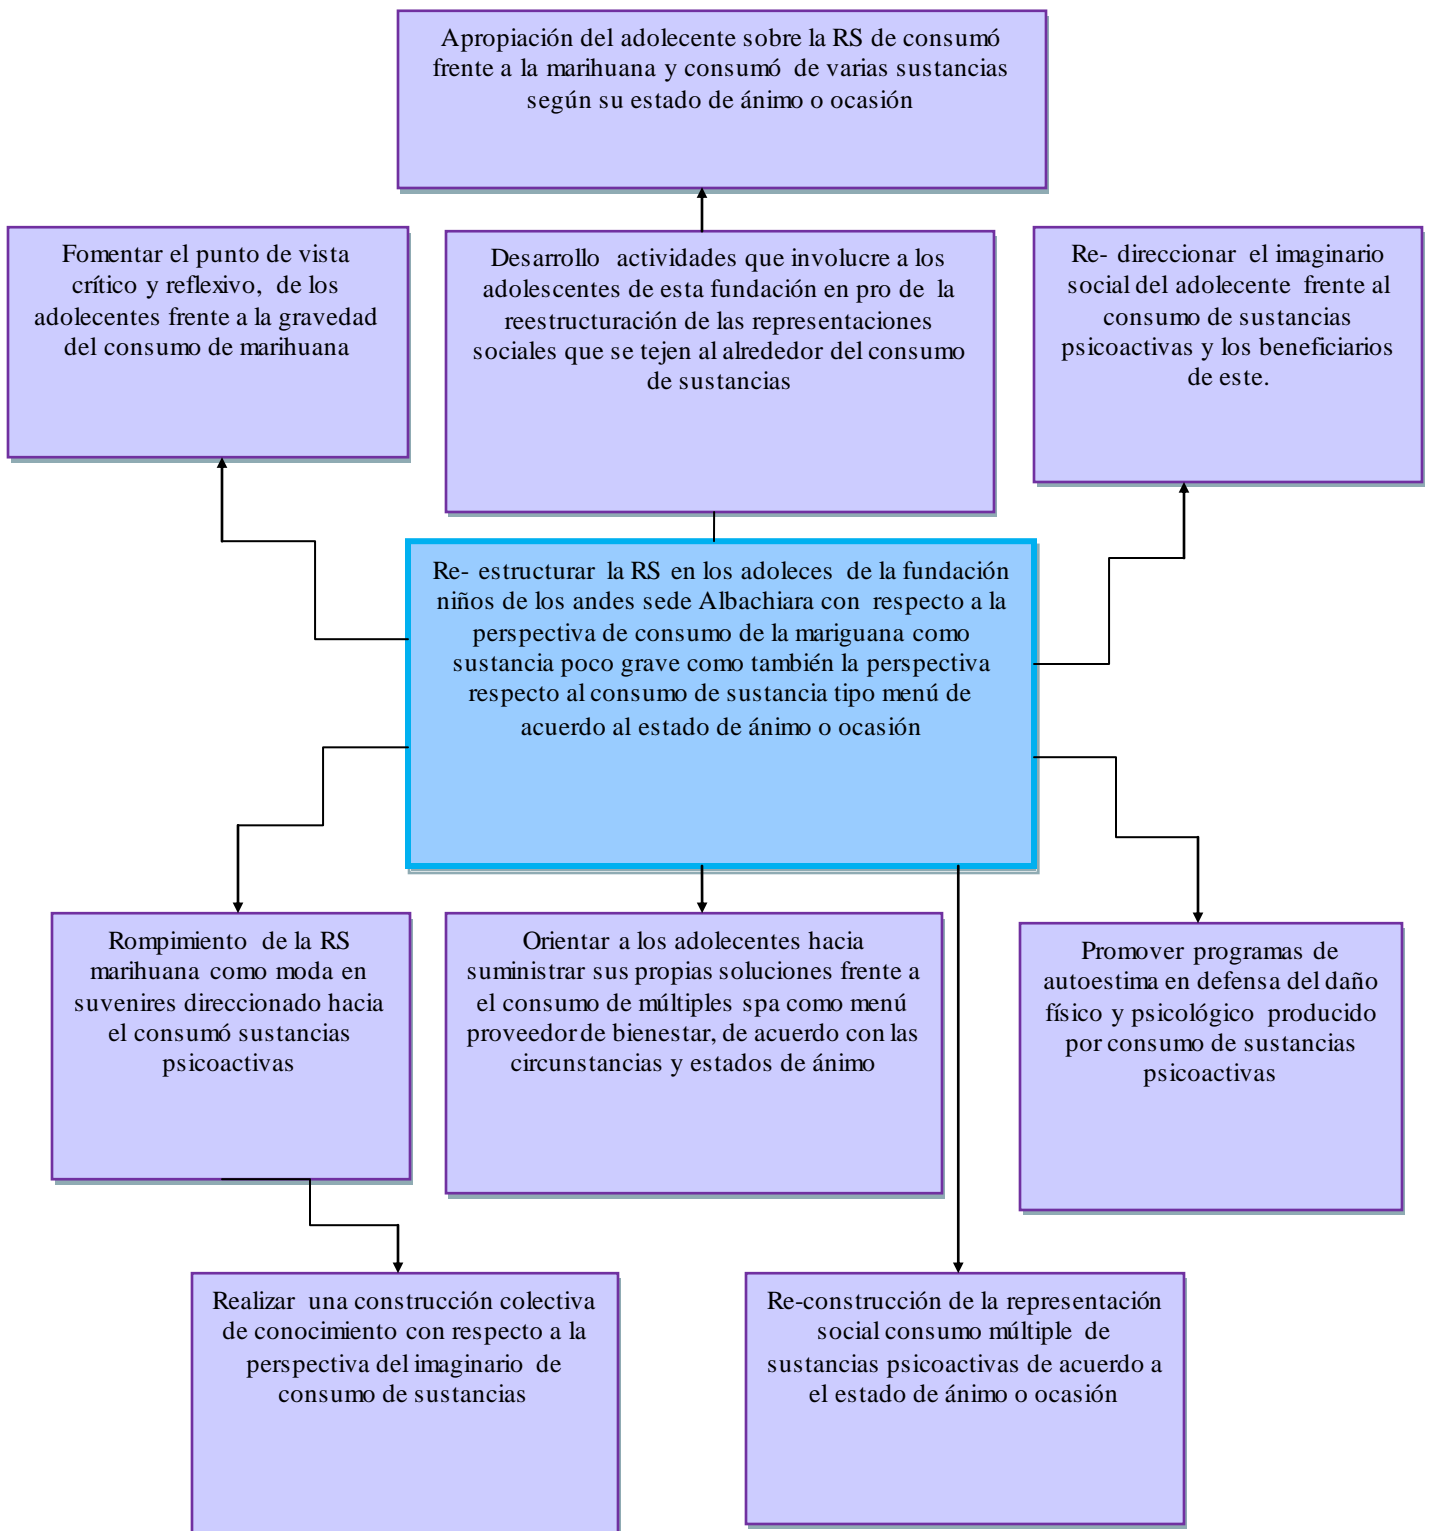 Apropiación del adolecente sobre la RS de consumó
frente a la marihuana y consumó de varias sustancias
según su estado de ánimo o ocasión
Fomentar el punto de vista
crítico y reflexivo, de los
adolecentes frente a la gravedad
del consumo de marihuana
Desarrollo actividades que involucre a los
adolescentes de esta fundación en pro de la
reestructuración de las representaciones
sociales que se tejen al alrededor del consumo
de sustancias
Re- direccionar el imaginario
social del adolecente frente al
consumo de sustancias
psicoactivas y los beneficiarios
de este.
Re- estructurar la RS en los adoleces de la fundación
niños de los andes sede Albachiara con respecto a la
perspectiva de consumo de la mariguana como
sustancia poco grave como también la perspectiva
respecto al consumo de sustancia tipo menú de
acuerdo al estado de ánimo o ocasión
Rompimiento de la RS
marihuana como moda en
suvenires direccionado hacia
el consumó sustancias
psicoactivas
Orientar a los adolecentes hacia
suministrar sus propias soluciones frente a
el consumo de múltiples spa como menú
proveedor de bienestar, de acuerdo con las
circunstancias y estados de ánimo
Promover programas de
autoestima en defensa del daño
físico y psicológico producido
por consumo de sustancias
psicoactivas
Realizar una construcción colectiva
de conocimiento con respecto a la
perspectiva del imaginario de
consumo de sustancias
Re-construcción de la representación
social consumo múltiple de
sustancias psicoactivas de acuerdo a
el estado de ánimo o ocasión